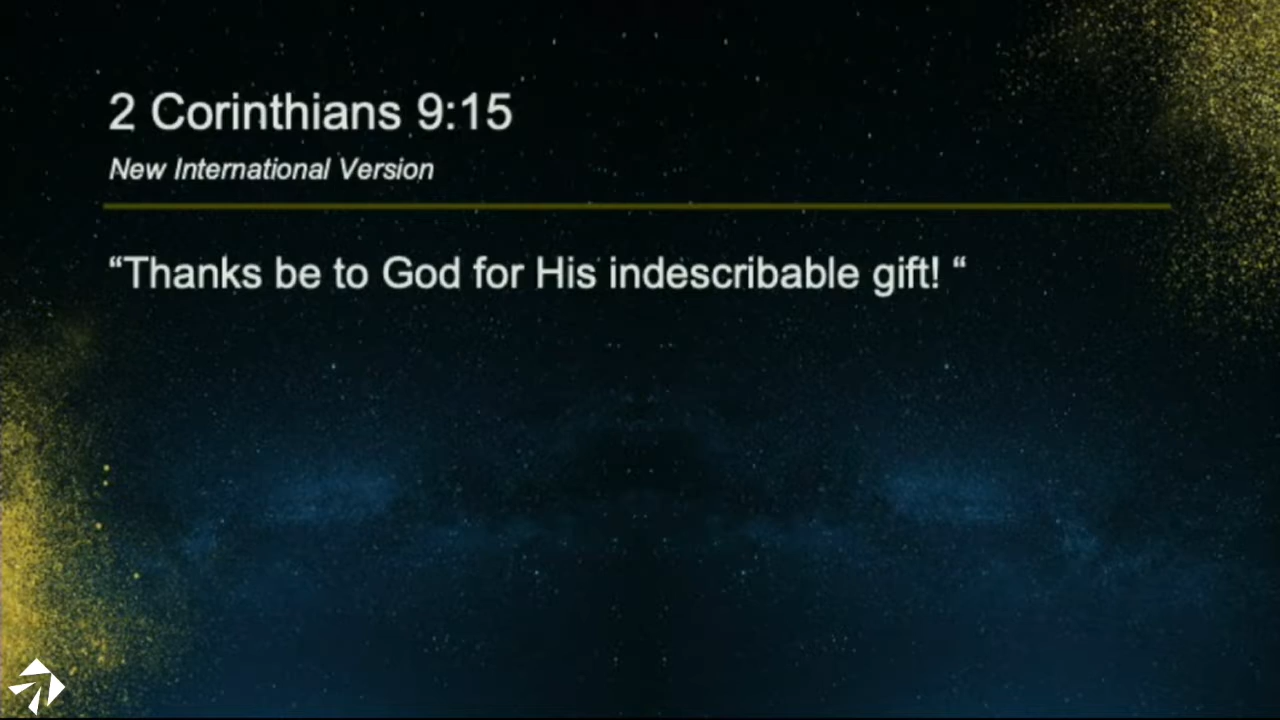 2 Corinthians 9:15
New International Version
“Thanks be to God for His indescribable gift! “